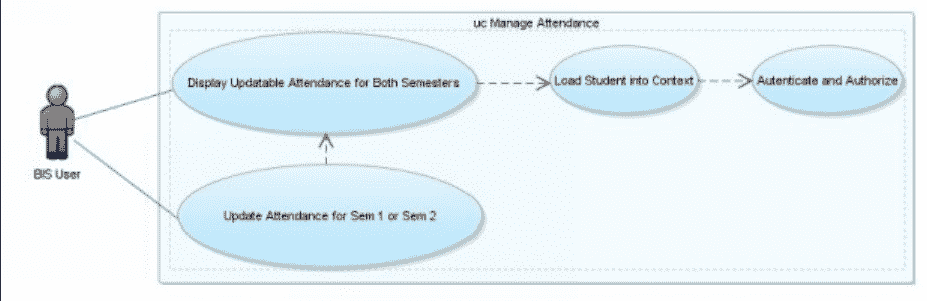 uc Manage Attendance
Display Updatable Attendance for Both Semesters
Load Student into Context
Autenticate and Authorize
BIS User
Update Attendance for Sem 1 or Sem 2